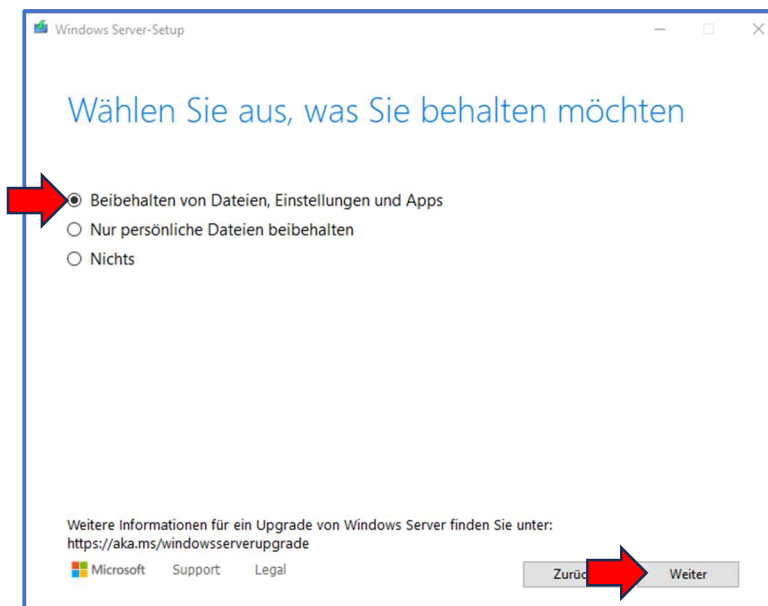 Windows Server-Setup
Wählen Sie aus, was Sie behalten möchten
Beibehalten von Dateien, Einstellungen und Apps
Nur persönliche Dateien beibehalten
Nichts
Weitere Informationen für ein Upgrade von Windows Server finden Sie unter:
https://aka.ms/windowsserverupgrade
Microsoft Support Legal Weiter